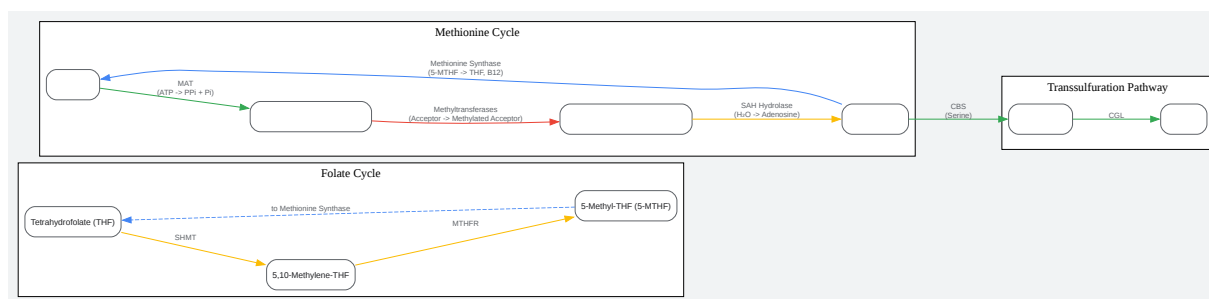 Methionine Cycle
Methionine Synthase
(5-MTHF -> THF, B12)
MAT
(ATP -> PPi + Pi)
Methyltransferases
(Acceptor -> Methylated Acceptor)
SAH Hydrolase
(H₂O -> Adenosine)
CBS
(Serine)
Transsulfuration Pathway
CGL
Folate Cycle
Tetrahydrofolate (THF)
to Methionine Synthase
5-Methyl-THF (5-MTHF)
SHMT
MTHFR
5,10-Methylene-THF